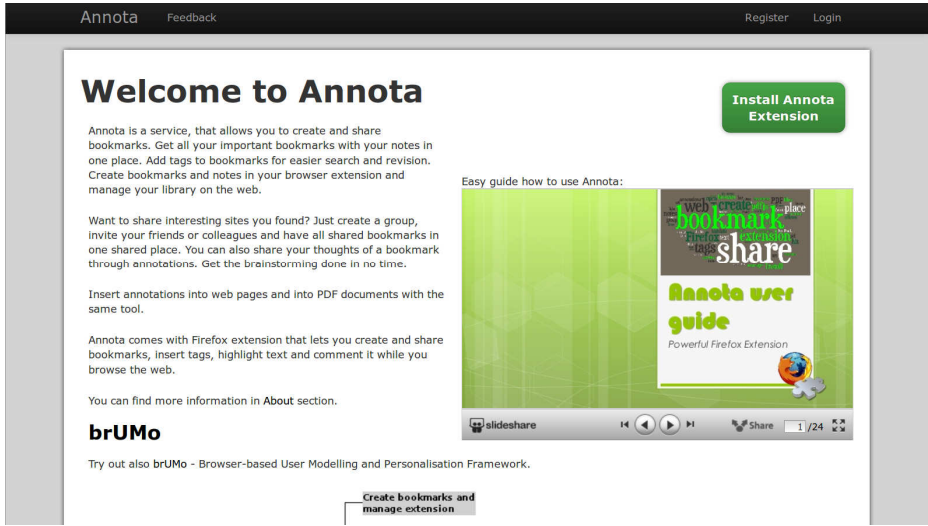 Annota Feedback Register Login
Welcome to Annota
Install Annota
Extension
Annota is a service, that allows you to create and share
bookmarks. Get all your important bookmarks with your notes in
one place. Add tags to bookmarks for easier search and revision.
Create bookmarks and notes in your browser extension and
manage your library on the web.
Want to share interesting sites you found? Just create a group,
invite your friends or colleagues and have all shared bookmarks in
one shared place. You can also share your thoughts of a bookmark
through annotations. Get the brainstorming done in no time.
Insert annotations into web pages and into PDF documents with the
same tool.
Annota comes with Firefox extension that lets you create and share
bookmarks, insert tags, highlight text and comment it while you
browse the web.
You can find more information in About section.
Easy guide how to use Annota:
web create PDF place
bookmark
Firefox extension
tags share
Annota user
guide
Powerful Firefox Extension
slideshare Share 1 /24
brUMo
Try out also brUMo - Browser-based User Modelling and Personalisation Framework.
Create bookmarks and
manage extension